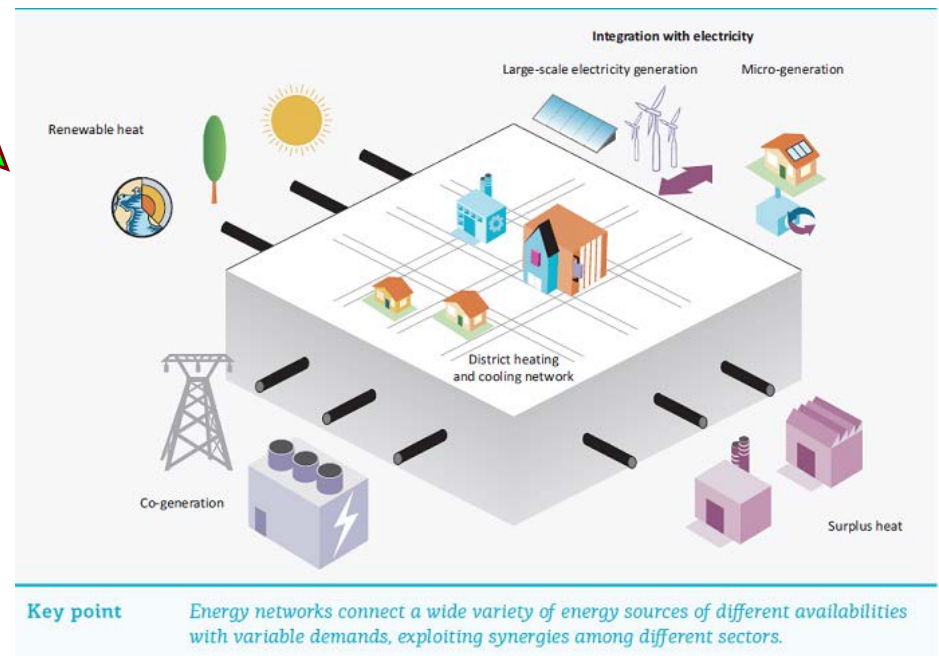 Integration with electricity
Large-scale electricity generation
Micro-generation
Renewable heat
District heating
and cooling network
Co-generation
Surplus heat
Key point
Energy networks connect a wide variety of energy sources of different availabilities
with variable demands, exploiting synergies among different sectors.